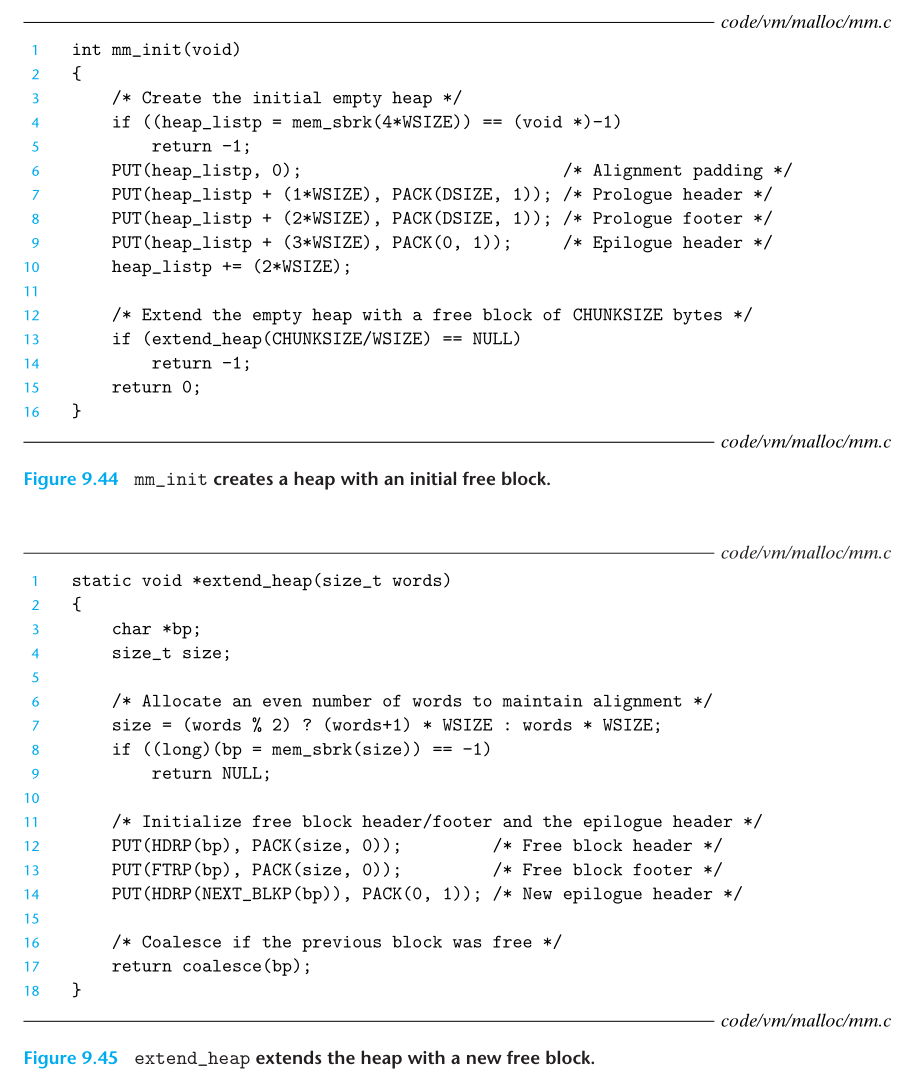 code/vm/malloc/mm.c
1 int mm_init(void)
2 {
3 /* Create the initial empty heap */
4 if ((heap_listp = mem_sbrk(4*WSIZE)) == (void *)-1)
5 return -1;
6 PUT(heap_listp, 0); /* Alignment padding */
7 PUT(heap_listp + (1*WSIZE), PACK(DSIZE, 1)); /* Prologue header */
8 PUT(heap_listp + (2*WSIZE), PACK(DSIZE, 1)); /* Prologue footer */
9 PUT(heap_listp + (3*WSIZE), PACK(0, 1)); /* Epilogue header */
10 heap_listp += (2*WSIZE);
11
12 /* Extend the empty heap with a free block of CHUNKSIZE bytes */
13 if (extend_heap(CHUNKSIZE/WSIZE) == NULL)
14 return -1;
15 return 0;
16 }
code/vm/malloc/mm.c
Figure 9.44 mm_init creates a heap with an initial free block.
code/vm/malloc/mm.c
1 static void *extend_heap(size_t words)
2 {
3 char *bp;
4 size_t size;
5
6 /* Allocate an even number of words to maintain alignment */
7 size = (words % 2) ? (words+1) * WSIZE : words * WSIZE;
8 if ((long)(bp = mem_sbrk(size)) == -1)
9 return NULL;
10
11 /* Initialize free block header/footer and the epilogue header */
12 PUT(HDRP(bp), PACK(size, 0)); /* Free block header */
13 PUT(FTRP(bp), PACK(size, 0)); /* Free block footer */
14 PUT(HDRP(NEXT_BLKP(bp)), PACK(0, 1)); /* New epilogue header */
15
16 /* Coalesce if the previous block was free */
17 return coalesce(bp);
18 }
code/vm/malloc/mm.c
Figure 9.45 extend_heap extends the heap with a new free block.